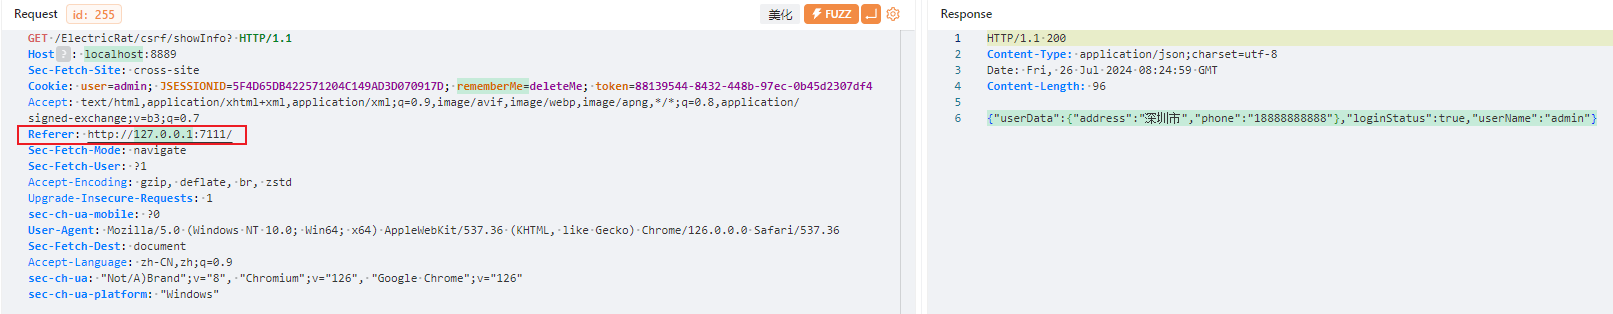 Request id: 255 美化 FUZZ
GET /ElectricRat/csrf/showInfo? HTTP/1.1
Host ? : localhost:8889
Sec-Fetch-Site: cross-site
Cookie: user=admin; JSESSIONID=5F4D65DB422571204C149AD3D070917D; rememberMe=deleteMe; token=88139544-8432-448b-97ec-0b45d2307df4
Accept: text/html,application/xhtml+xml,application/xml;q=0.9,image/avif,image/webp,image/apng,*/*;q=0.8,application/
signed-exchange;v=b3;q=0.7
Referer: http://127.0.0.1:7111/
Sec-Fetch-Mode: navigate
Sec-Fetch-User: ?1
Accept-Encoding: gzip, deflate, br, zstd
Upgrade-Insecure-Requests: 1
sec-ch-ua-mobile: ?0
User-Agent: Mozilla/5.0 (Windows NT 10.0; Win64; x64) AppleWebKit/537.36 (KHTML, like Gecko) Chrome/126.0.0.0 Safari/537.36
Sec-Fetch-Dest: document
Accept-Language: zh-CN,zh;q=0.9
sec-ch-ua: "Not/A)Brand";v="8", "Chromium";v="126", "Google Chrome";v="126"
sec-ch-ua-platform: "Windows"
Response
1 HTTP/1.1 200
2 Content-Type: application/json;charset=utf-8
3 Date: Fri, 26 Jul 2024 08:24:59 GMT
4 Content-Length: 96
5
6 {"userData":{"address":"深圳市","phone":"18888888888"},"loginStatus":true,"userName":"admin"}